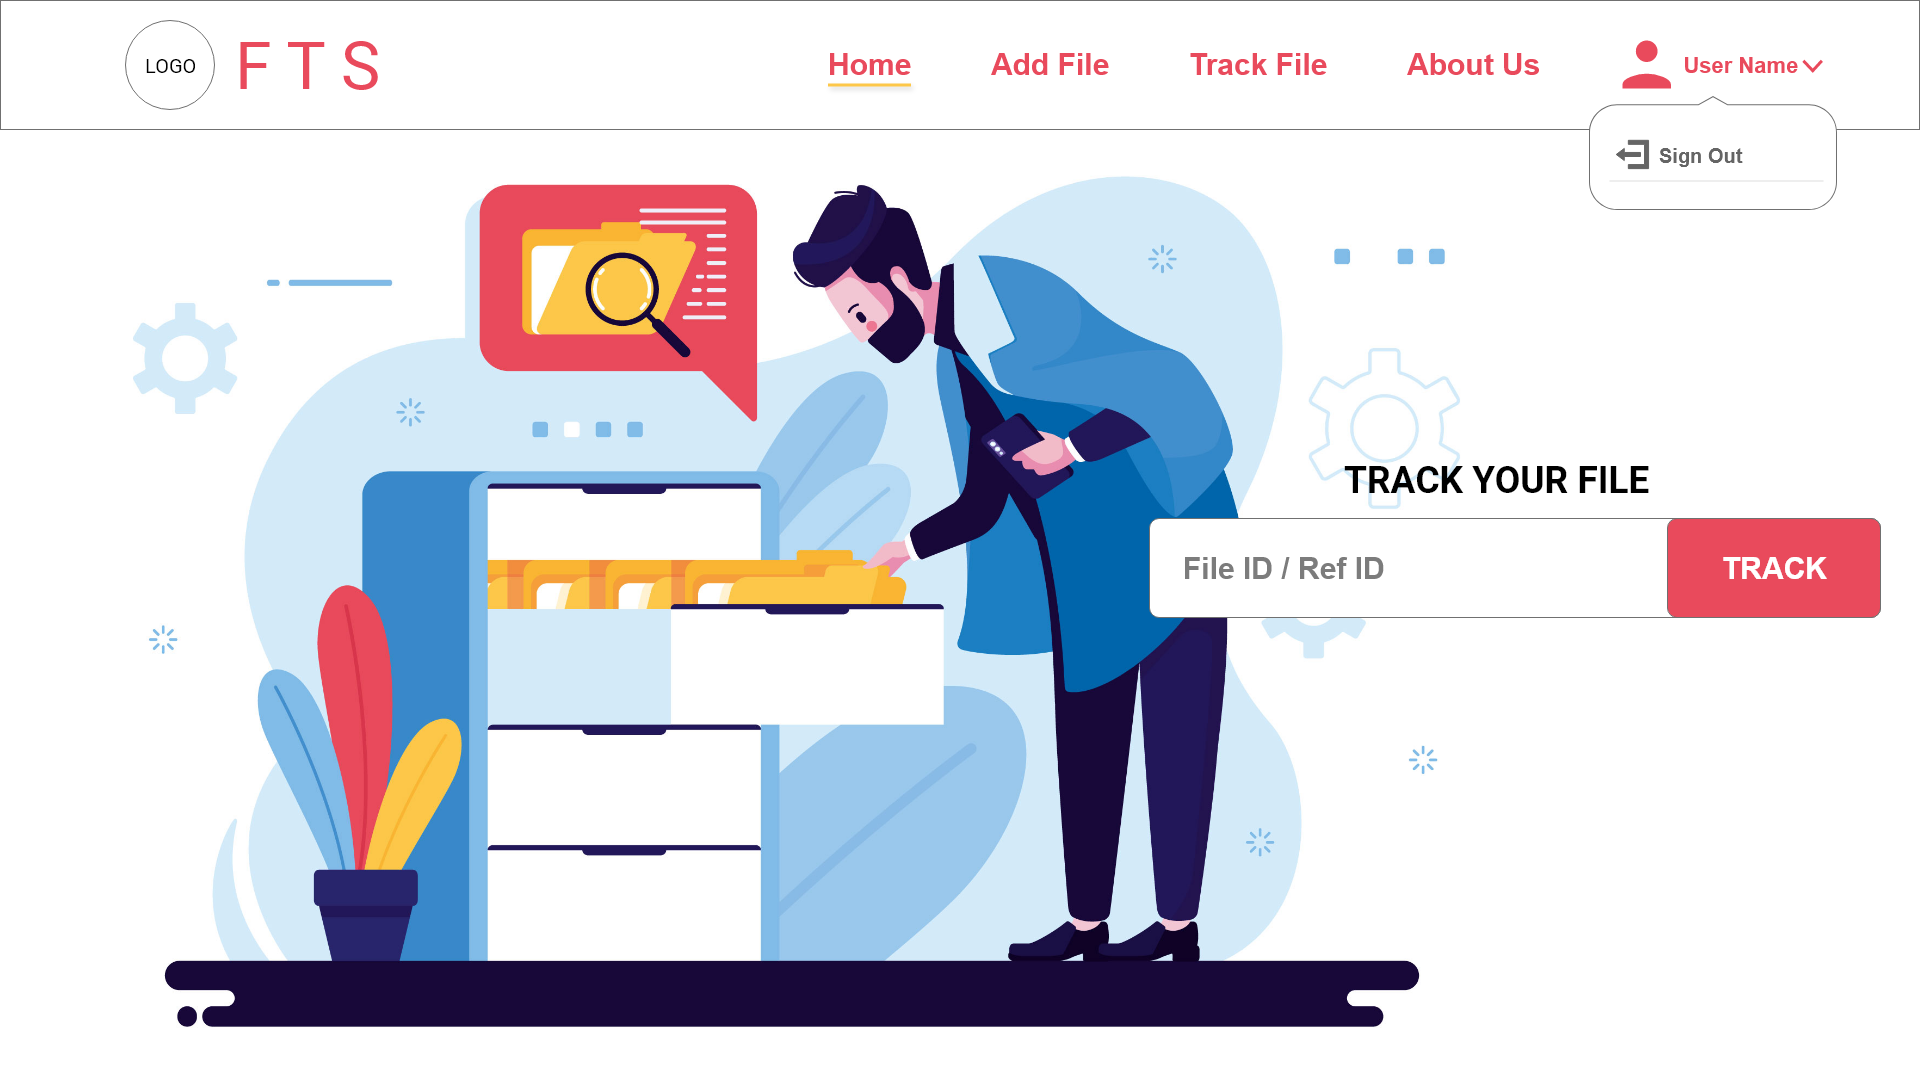 LOGO
F T S
Home
Add File
Track File
About Us
User Name
Sign Out
TRACK YOUR FILE
File ID / Ref ID
TRACK